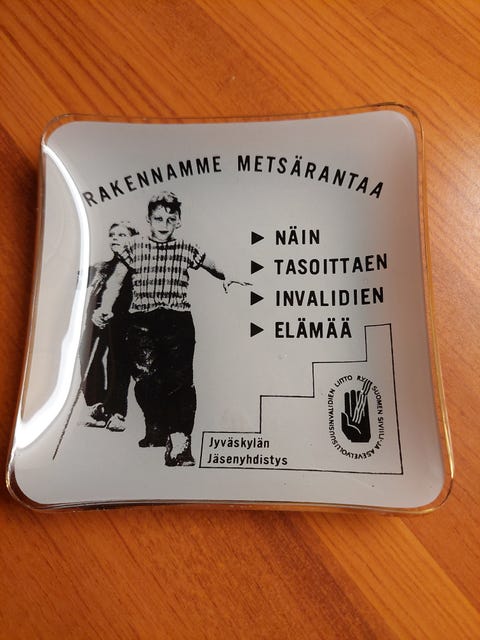 RAKENNAMME METSÄRANTAA
▶ NÄIN
▶ TASOITTAEN
▶ INVALIDIEN
▶ ELÄMÄÄ
Jyväskylän
Jäsenyhdistys
SUOMEN SIVIILI- JA ASEVELVOLLISUUSINVALIDIEN LIITTO RY